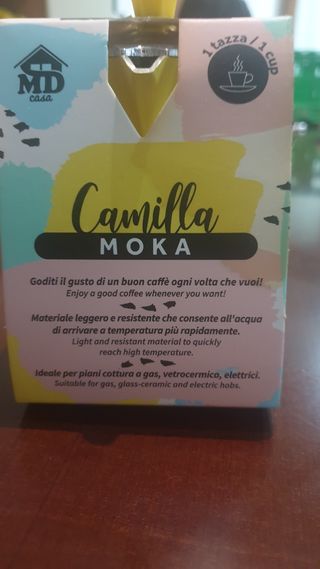 MD
casa
1 tazza / 1 cup
Camilla
MOKA
Goditi il gusto di un buon caffè ogni volta che vuoi!
Enjoy a good coffee whenever you want!
Materiale leggero e resistente che consente all'acqua
di arrivare a temperatura più rapidamente.
Light and resistant material to quickly
reach high temperature.
Ideale per piani cottura a gas, vetrocermico, elettrici.
Suitable for gas, glass-ceramic and electric hobs.